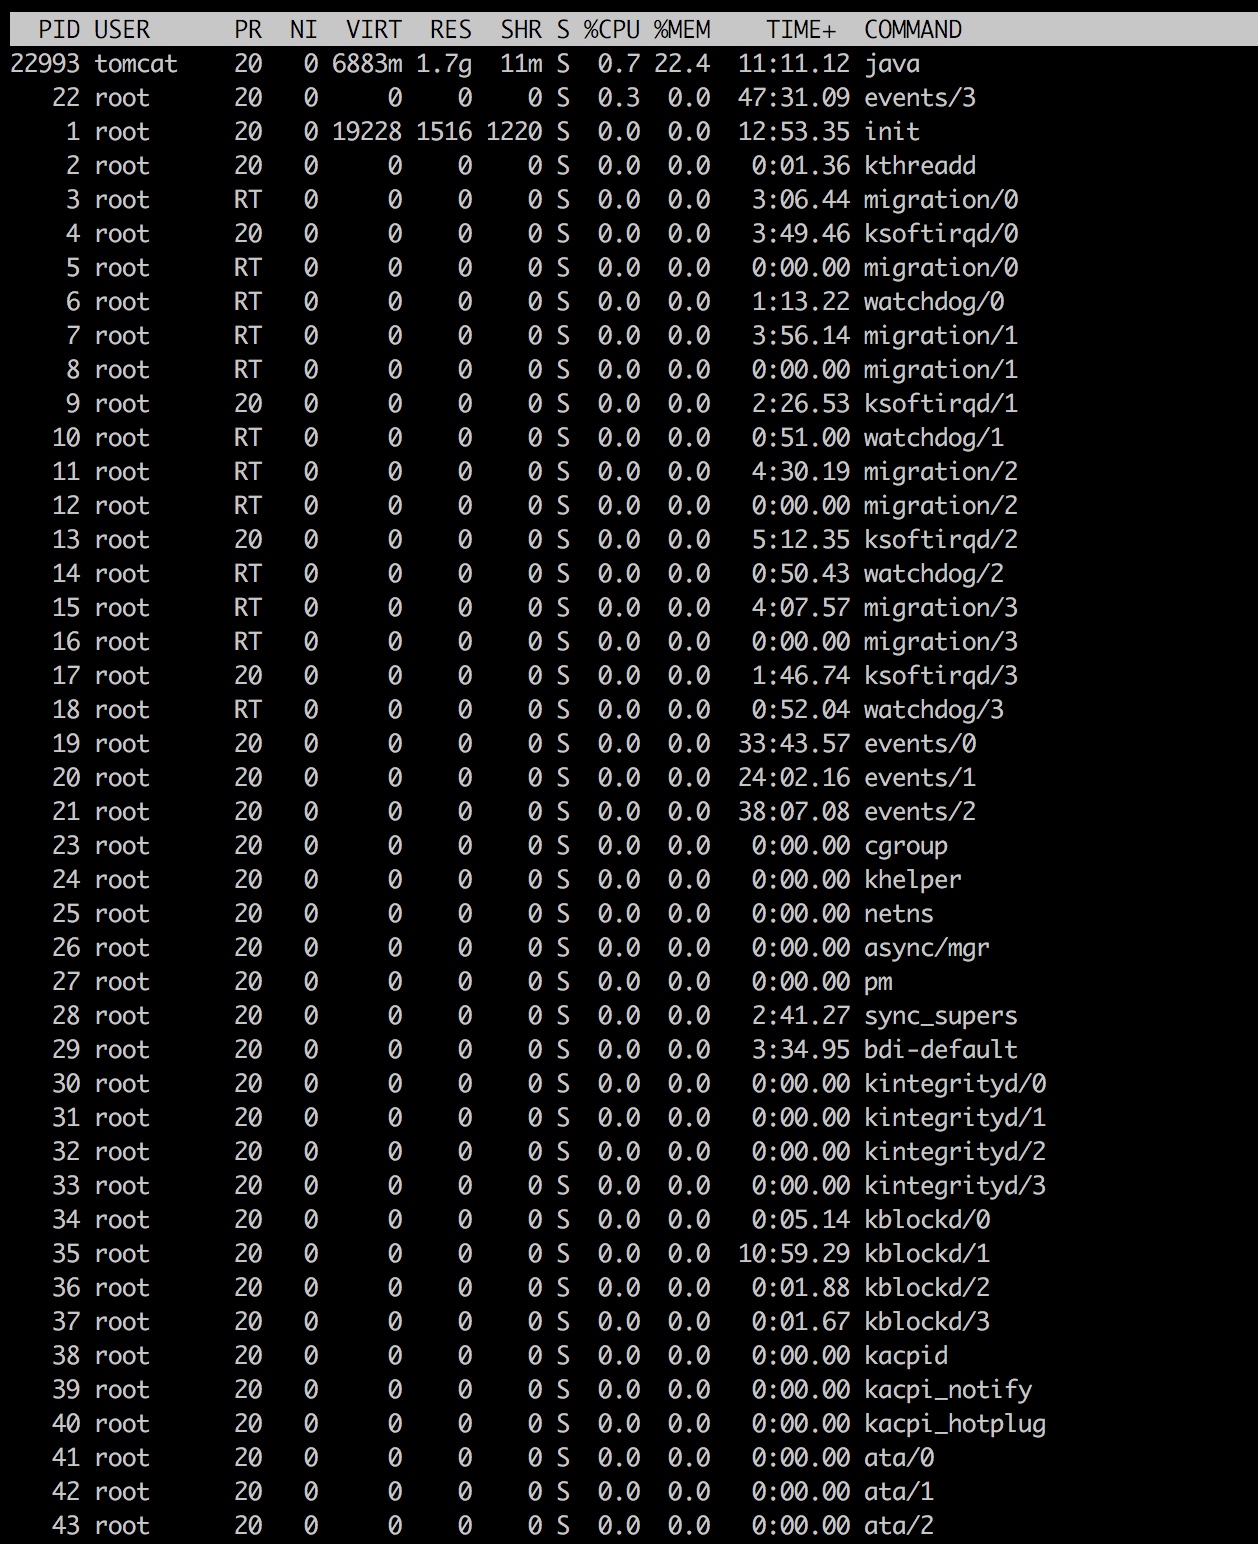 PID USER PR NI VIRT RES SHR S %CPU %MEM TIME+ COMMAND
22993 tomcat 20 0 6883m 1.7g 11m S 0.7 22.4 11:11.12 java
22 root 20 0 0 0 0 S 0.3 0.0 47:31.09 events/3
1 root 20 0 19228 1516 1220 S 0.0 0.0 12:53.35 init
2 root 20 0 0 0 0 S 0.0 0.0 0:01.36 kthreadd
3 root RT 0 0 0 0 S 0.0 0.0 3:06.44 migration/0
4 root 20 0 0 0 0 S 0.0 0.0 3:49.46 ksoftirqd/0
5 root RT 0 0 0 0 S 0.0 0.0 0:00.00 migration/0
6 root RT 0 0 0 0 S 0.0 0.0 1:13.22 watchdog/0
7 root RT 0 0 0 0 S 0.0 0.0 3:56.14 migration/1
8 root RT 0 0 0 0 S 0.0 0.0 0:00.00 migration/1
9 root 20 0 0 0 0 S 0.0 0.0 2:26.53 ksoftirqd/1
10 root RT 0 0 0 0 S 0.0 0.0 0:51.00 watchdog/1
11 root RT 0 0 0 0 S 0.0 0.0 4:30.19 migration/2
12 root RT 0 0 0 0 S 0.0 0.0 0:00.00 migration/2
13 root 20 0 0 0 0 S 0.0 0.0 5:12.35 ksoftirqd/2
14 root RT 0 0 0 0 S 0.0 0.0 0:50.43 watchdog/2
15 root RT 0 0 0 0 S 0.0 0.0 4:07.57 migration/3
16 root RT 0 0 0 0 S 0.0 0.0 0:00.00 migration/3
17 root 20 0 0 0 0 S 0.0 0.0 1:46.74 ksoftirqd/3
18 root RT 0 0 0 0 S 0.0 0.0 0:52.04 watchdog/3
19 root 20 0 0 0 0 S 0.0 0.0 33:43.57 events/0
20 root 20 0 0 0 0 S 0.0 0.0 24:02.16 events/1
21 root 20 0 0 0 0 S 0.0 0.0 38:07.08 events/2
23 root 20 0 0 0 0 S 0.0 0.0 0:00.00 cgroup
24 root 20 0 0 0 0 S 0.0 0.0 0:00.00 khelper
25 root 20 0 0 0 0 S 0.0 0.0 0:00.00 netns
26 root 20 0 0 0 0 S 0.0 0.0 0:00.00 async/mgr
27 root 20 0 0 0 0 S 0.0 0.0 0:00.00 pm
28 root 20 0 0 0 0 S 0.0 0.0 2:41.27 sync_supers
29 root 20 0 0 0 0 S 0.0 0.0 3:34.95 bdi-default
30 root 20 0 0 0 0 S 0.0 0.0 0:00.00 kintegrityd/0
31 root 20 0 0 0 0 S 0.0 0.0 0:00.00 kintegrityd/1
32 root 20 0 0 0 0 S 0.0 0.0 0:00.00 kintegrityd/2
33 root 20 0 0 0 0 S 0.0 0.0 0:00.00 kintegrityd/3
34 root 20 0 0 0 0 S 0.0 0.0 0:05.14 kblockd/0
35 root 20 0 0 0 0 S 0.0 0.0 10:59.29 kblockd/1
36 root 20 0 0 0 0 S 0.0 0.0 0:01.88 kblockd/2
37 root 20 0 0 0 0 S 0.0 0.0 0:01.67 kblockd/3
38 root 20 0 0 0 0 S 0.0 0.0 0:00.00 kacpid
39 root 20 0 0 0 0 S 0.0 0.0 0:00.00 kacpi_notify
40 root 20 0 0 0 0 S 0.0 0.0 0:00.00 kacpi_hotplug
41 root 20 0 0 0 0 S 0.0 0.0 0:00.00 ata/0
42 root 20 0 0 0 0 S 0.0 0.0 0:00.00 ata/1
43 root 20 0 0 0 0 S 0.0 0.0 0:00.00 ata/2